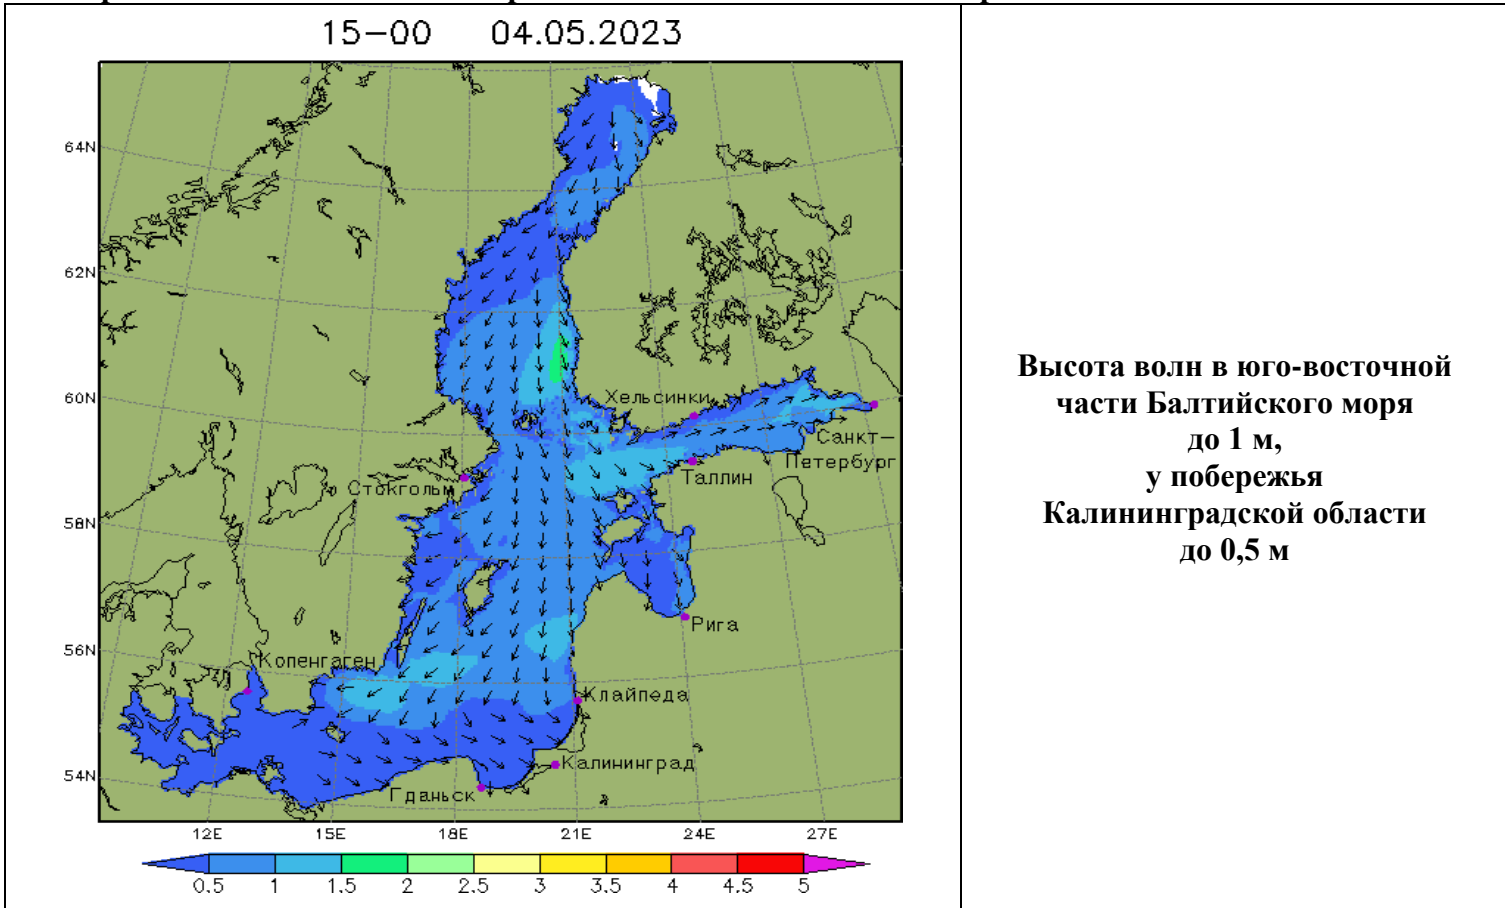 15-00 04.05.2023
64N
62N
60N
58N
56N
54N
Хельсинки
Санкт-
Петербург
Таллин
Стокгольм
Рига
Копенгаген
Клайпеда
Калининград
Гданьск
12E 15E 18E 21E 24E 27E
0.5 1 1.5 2 2.5 3 3.5 4 4.5 5
Высота волн в юго-восточной
части Балтийского моря
до 1 м,
у побережья
Калининградской области
до 0,5 м